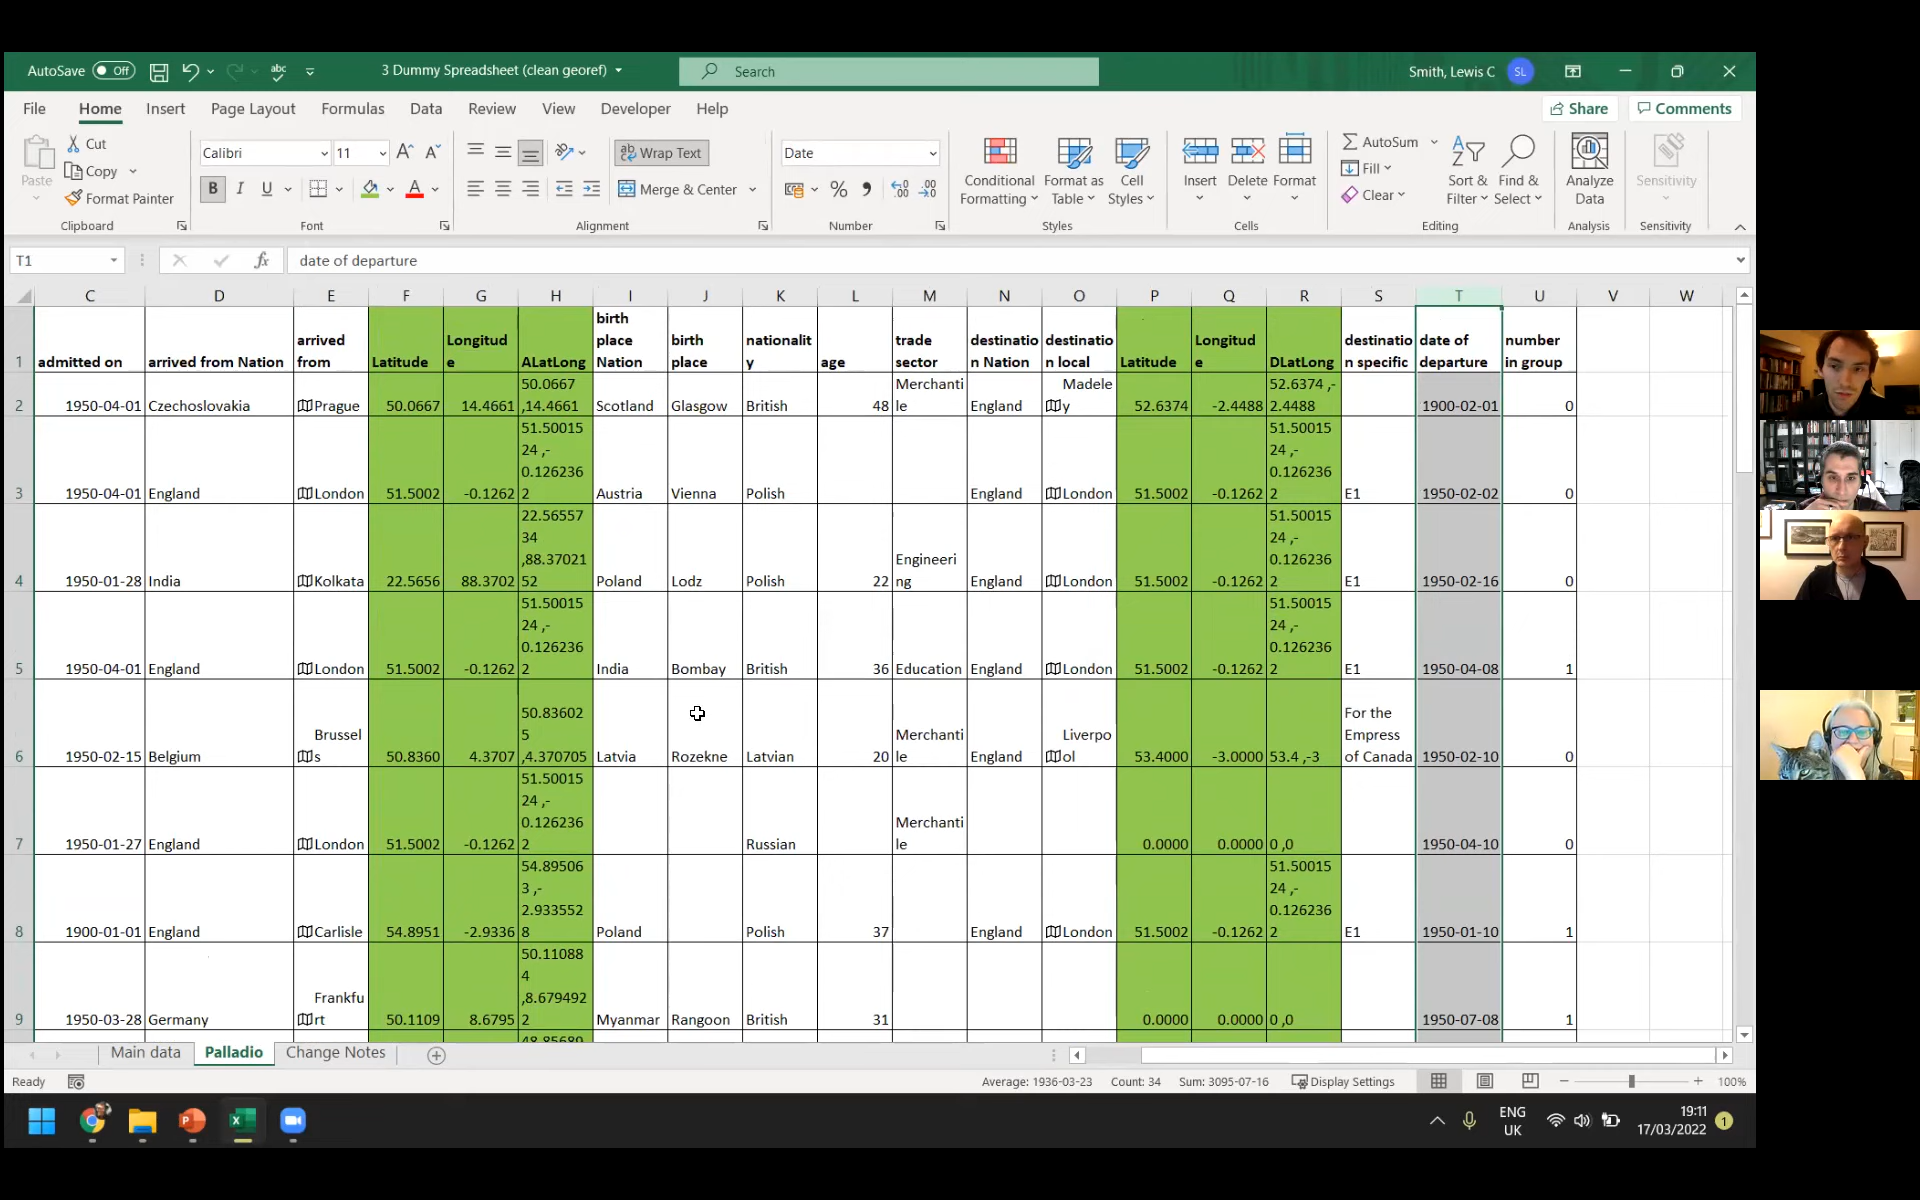 AutoSave Off 3 Dummy Spreadsheet (clean georef) Search Smith, Lewis C SL
File Home Insert Page Layout Formulas Data Review View Developer Help Share Comments
Paste Cut Copy Format Painter Clipboard
Calibri 11 B I U A Font
Wrap Text Merge & Center Alignment
Date % Number
Conditional Formatting Format as Table Cell Styles Styles
Insert Delete Format Cells
AutoSum Fill Clear Sort & Filter Find & Select Editing
Analyze Data Analysis
Sensitivity Sensitivity
T1 fx date of departure
C D E F G H I J K L M N O P Q R S T U V W
1 admitted on arrived from Nation arrived from Latitude Longitude ALatLong birth place Nation birth place nationality age trade sector destination Nation destination local Latitude Longitude DLatLong destination specific date of departure number in group
2 1950-04-01 Czechoslovakia Prague 50.0667 14.4661 50.0667 ,14.4661 Scotland Glasgow British 48 Merchantile England Madeley 52.6374 -2.4488 52.6374 ,-2.4488 1900-02-01 0
3 1950-04-01 England London 51.5002 -0.1262 51.5001524 ,-0.1262362 Austria Vienna Polish England London 51.5002 -0.1262 51.5001524 ,-0.1262362 E1 1950-02-02 0
4 1950-01-28 India Kolkata 22.5656 88.3702 22.5655734 ,88.3702152 Poland Lodz Polish 22 Engineering England London 51.5002 -0.1262 51.5001524 ,-0.1262362 E1 1950-02-16 0
5 1950-04-01 England London 51.5002 -0.1262 51.5001524 ,-0.1262362 India Bombay British 36 Education England London 51.5002 -0.1262 51.5001524 ,-0.1262362 E1 1950-04-08 1
6 1950-02-15 Belgium Brussels 50.8360 4.3707 50.836025 ,4.370705 Latvia Rozekne Latvian 20 Merchantile England Liverpool 53.4000 -3.0000 53.4 ,-3 For the Empress of Canada 1950-02-10 0
7 1950-01-27 England London 51.5002 -0.1262 51.5001524 ,-0.1262362 Russian Merchantile 0.0000 0.0000 0 ,0 1950-04-10 0
8 1900-01-01 England Carlisle 54.8951 -2.9336 54.895063 ,-2.9335528 Poland Polish 37 England London 51.5002 -0.1262 51.5001524 ,-0.1262362 E1 1950-01-10 1
9 1950-03-28 Germany Frankfurt 50.1109 8.6795 50.110884 ,8.6794922 Myanmar Rangoon British 31 0.0000 0.0000 0 ,0 1950-07-08 1
Main data Palladio Change Notes
Ready Average: 1936-03-23 Count: 34 Sum: 3095-07-16 Display Settings 100%
ENG UK 19:11 17/03/2022 1